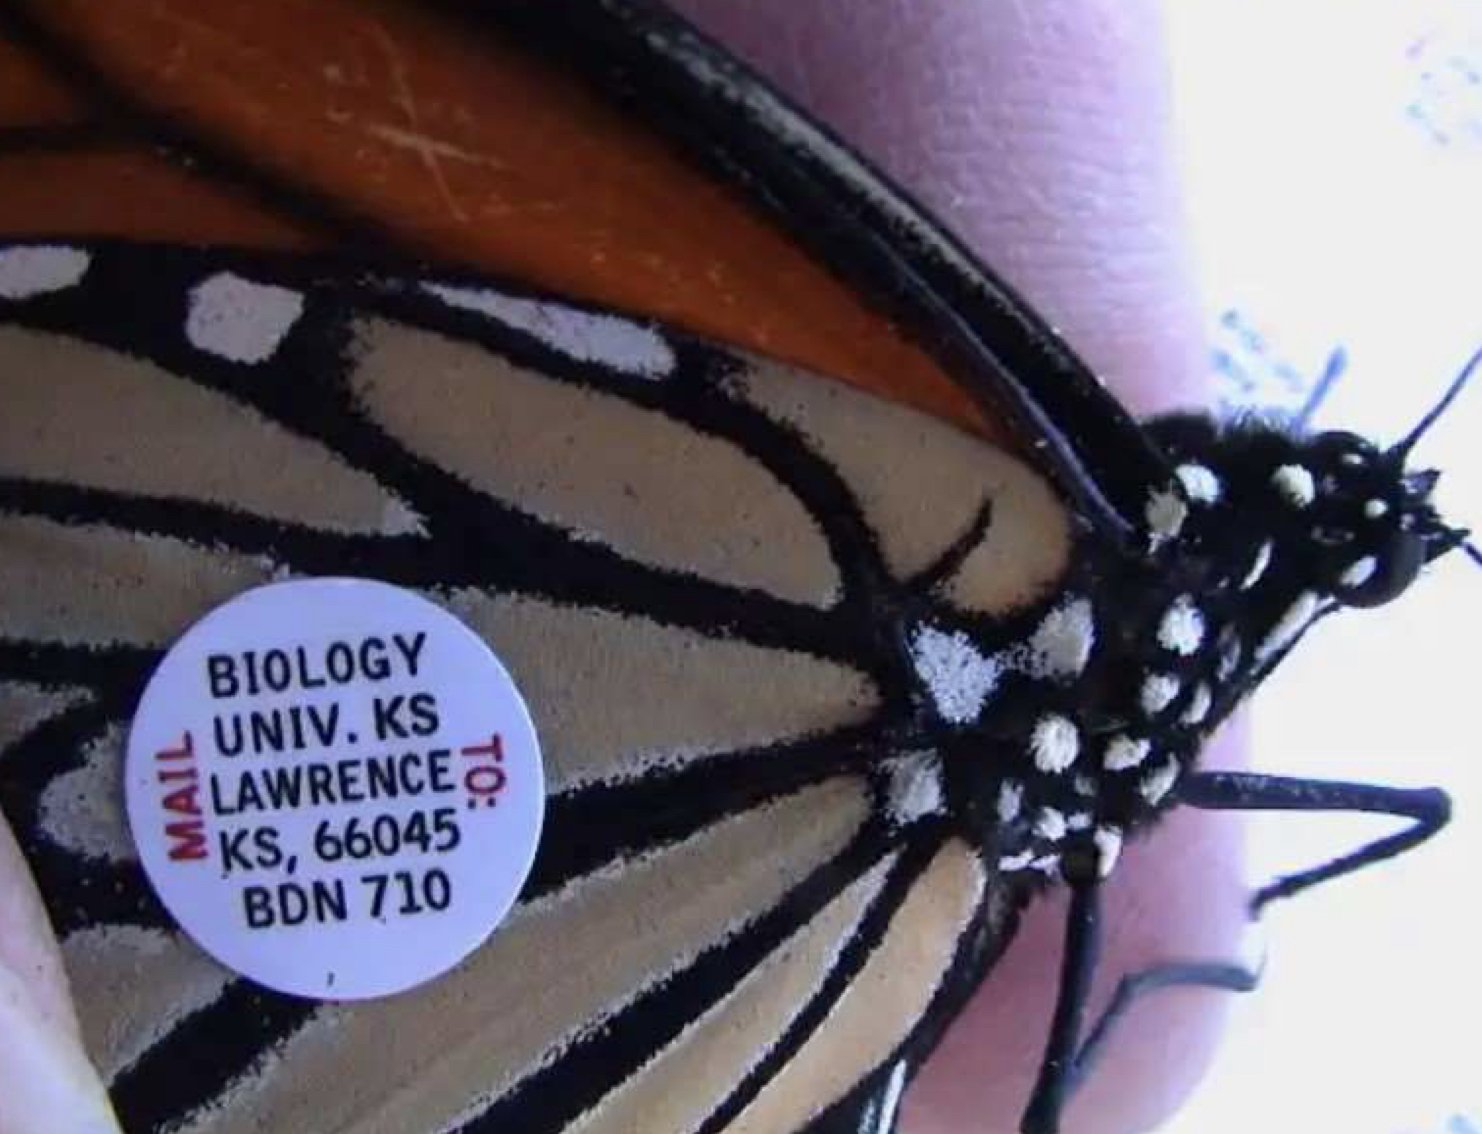 BIOLOGY
UNIV. KS
MAIL LAWRENCE TO:
KS, 66045
BDN 710